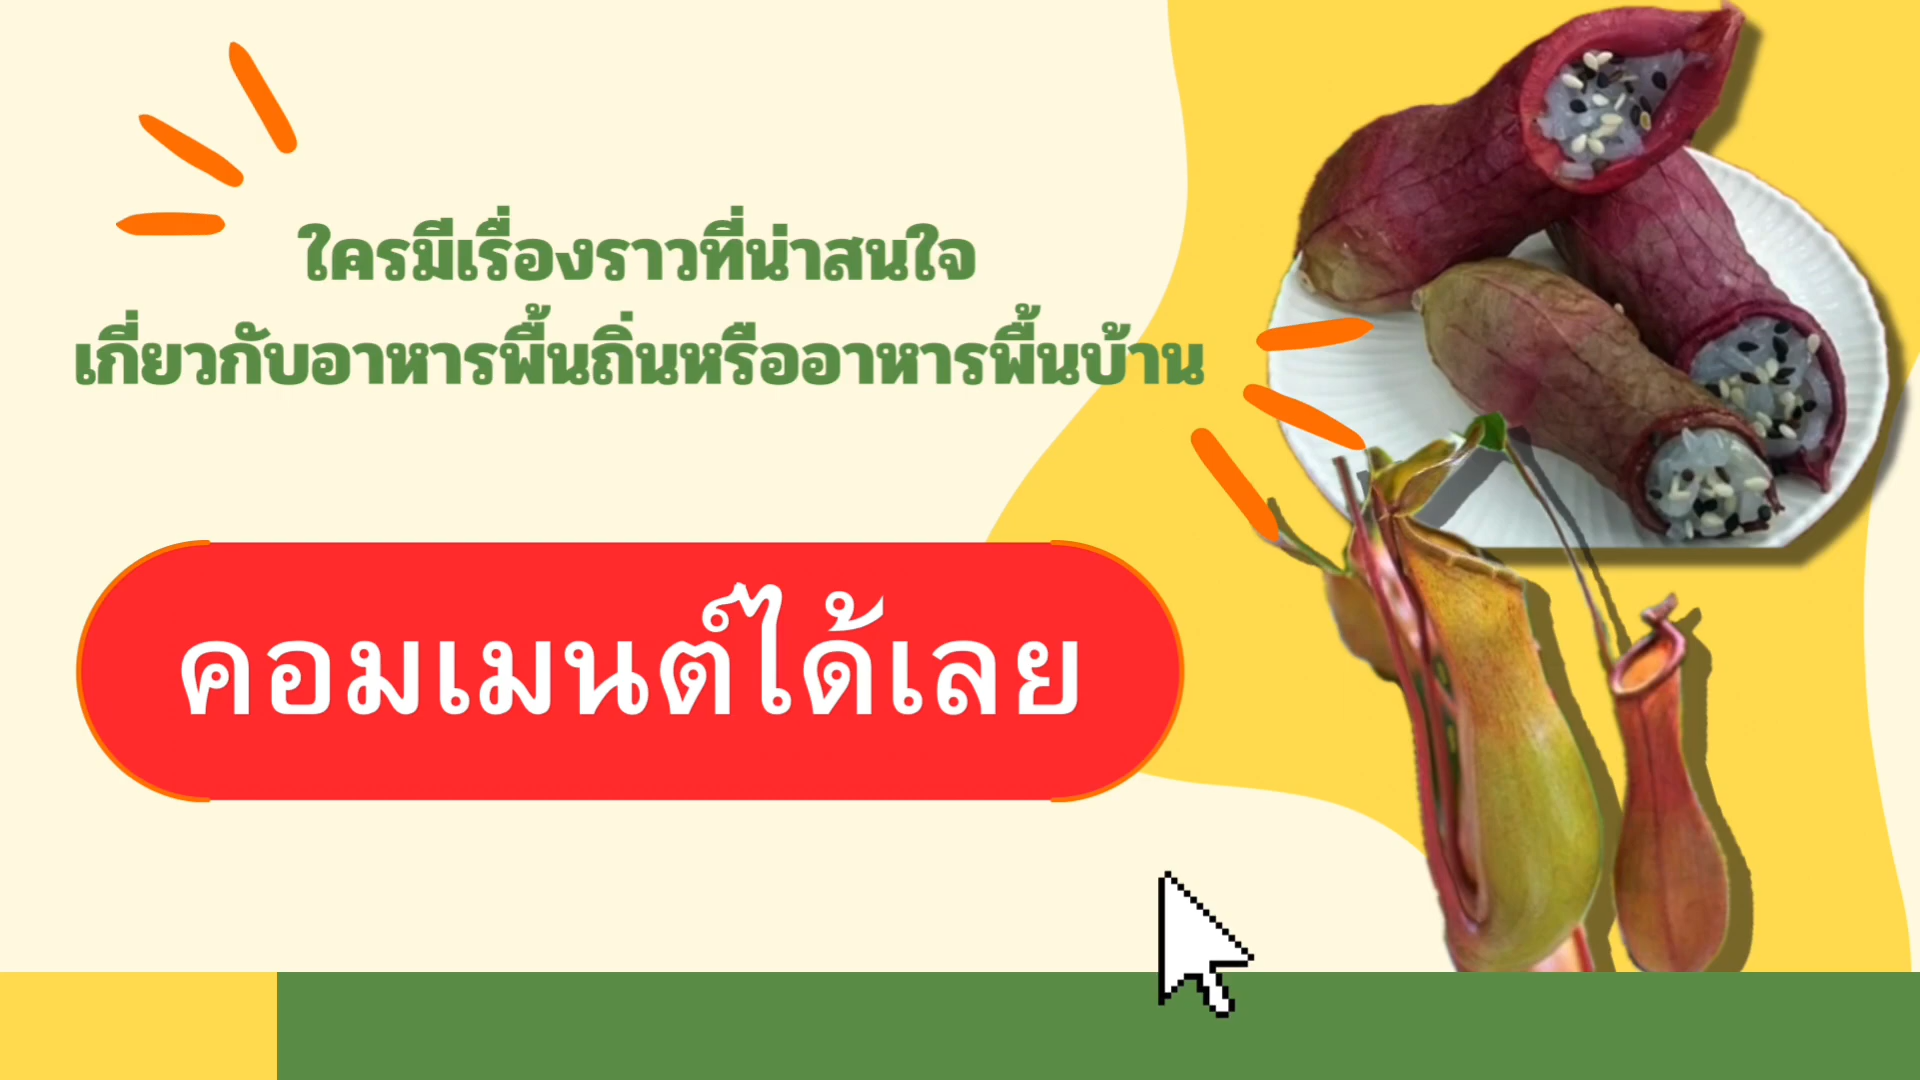 ใครมีเรื่องราวที่น่าสนใจ
เกี่ยวกับอาหารพื้นถิ่นหรืออาหารพื้นบ้าน
คอมเมนต์ได้เลย